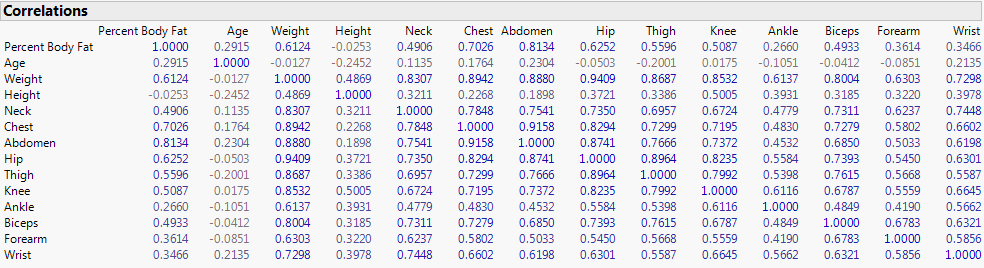 Correlations
Percent Body Fat Age Weight Height Neck Chest Abdomen Hip Thigh Knee Ankle Biceps Forearm Wrist
Percent Body Fat 1.0000 0.2915 0.6124 -0.0253 0.4906 0.7026 0.8134 0.6252 0.5596 0.5087 0.2660 0.4933 0.3614 0.3466
Age 0.2915 1.0000 -0.0127 -0.2452 0.1135 0.1764 0.2304 -0.0503 -0.2001 0.0175 -0.1051 -0.0412 -0.0851 0.2135
Weight 0.6124 -0.0127 1.0000 0.4869 0.8307 0.8942 0.8880 0.9409 0.8687 0.8532 0.6137 0.8004 0.6303 0.7298
Height -0.0253 -0.2452 0.4869 1.0000 0.3211 0.2268 0.1898 0.3721 0.3386 0.5005 0.3931 0.3185 0.3220 0.3978
Neck 0.4906 0.1135 0.8307 0.3211 1.0000 0.7848 0.7541 0.7350 0.6957 0.6724 0.4779 0.7311 0.6237 0.7448
Chest 0.7026 0.1764 0.8942 0.2268 0.7848 1.0000 0.9158 0.8294 0.7299 0.7195 0.4830 0.7279 0.5802 0.6602
Abdomen 0.8134 0.2304 0.8880 0.1898 0.7541 0.9158 1.0000 0.8741 0.7666 0.7372 0.4532 0.6850 0.5033 0.6198
Hip 0.6252 -0.0503 0.9409 0.3721 0.7350 0.8294 0.8741 1.0000 0.8964 0.8235 0.5584 0.7393 0.5450 0.6301
Thigh 0.5596 -0.2001 0.8687 0.3386 0.6957 0.7299 0.7666 0.8964 1.0000 0.7992 0.5398 0.7615 0.5668 0.5587
Knee 0.5087 0.0175 0.8532 0.5005 0.6724 0.7195 0.7372 0.8235 0.7992 1.0000 0.6116 0.6787 0.5559 0.6645
Ankle 0.2660 -0.1051 0.6137 0.3931 0.4779 0.4830 0.4532 0.5584 0.5398 0.6116 1.0000 0.4849 0.4190 0.5662
Biceps 0.4933 -0.0412 0.8004 0.3185 0.7311 0.7279 0.6850 0.7393 0.7615 0.6787 0.4849 1.0000 0.6783 0.6321
Forearm 0.3614 -0.0851 0.6303 0.3220 0.6237 0.5802 0.5033 0.5450 0.5668 0.5559 0.4190 0.6783 1.0000 0.5856
Wrist 0.3466 0.2135 0.7298 0.3978 0.7448 0.6602 0.6198 0.6301 0.5587 0.6645 0.5662 0.6321 0.5856 1.0000